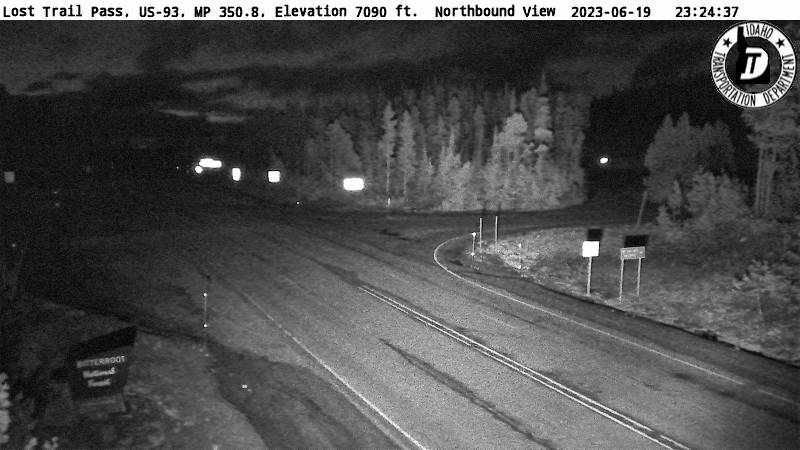 Lost Trail Pass, US-93, MP 350.8, Elevation 7090 ft. Northbound View 2023-06-19 23:24:37
IDAHO
TRANSPORTATION DEPARTMENT
BITTERROOT
National
Forest